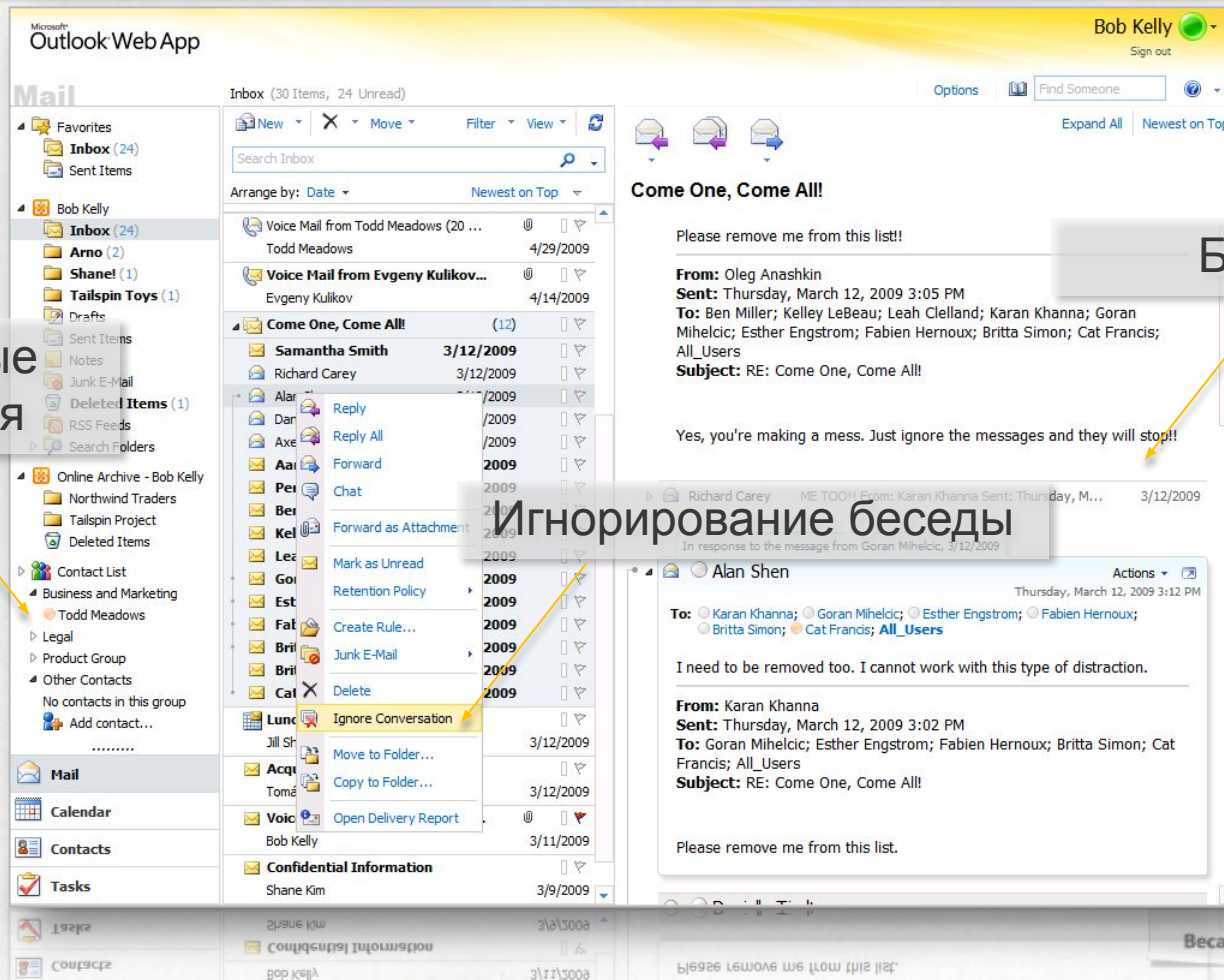 Microsoft®
Outlook Web App
Bob Kelly
Sign out
Mail
Inbox (30 Items, 24 Unread)
Options
Find Someone
Favorites
Inbox (24)
Sent Items
Bob Kelly
Inbox (24)
Arno (2)
Shane! (1)
Tailspin Toys (1)
Drafts
Sent Items
Notes
Junk E-Mail
Deleted Items (1)
RSS Feeds
Search Folders
Online Archive - Bob Kelly
Northwind Traders
Tailspin Project
Deleted Items
Contact List
Business and Marketing
Todd Meadows
Legal
Product Group
Other Contacts
No contacts in this group
Add contact...
Mail
Calendar
Contacts
Tasks
New Move Filter View
Search Inbox
Arrange by: Date Newest on Top
Voice Mail from Todd Meadows (20 ...
Todd Meadows 4/29/2009
Voice Mail from Evgeny Kulikov...
Evgeny Kulikov 4/14/2009
Come One, Come All! (12)
Samantha Smith 3/12/2009
Richard Carey 3/12/2009
Reply
Reply All
Forward
Chat
Forward as Attachment
Mark as Unread
Retention Policy
Create Rule...
Junk E-Mail
Delete
Ignore Conversation
Move to Folder...
Copy to Folder...
Open Delivery Report
3/12/2009
3/12/2009
Bob Kelly 3/11/2009
Confidential Information
Shane Kim 3/9/2009
Expand All Newest on Top
Come One, Come All!
Please remove me from this list!!
From: Oleg Anashkin
Sent: Thursday, March 12, 2009 3:05 PM
To: Ben Miller; Kelley LeBeau; Leah Clelland; Karan Khanna; Goran
Mihelcic; Esther Engstrom; Fabien Hernoux; Britta Simon; Cat Francis;
All_Users
Subject: RE: Come One, Come All!
Yes, you're making a mess. Just ignore the messages and they will stop!!
Richard Carey ME TOO!! From: Karan Khanna Sent: Thursday, M... 3/12/2009
Игнорирование беседы
In response to the message from Goran Mihelcic, 3/12/2009
Alan Shen Actions
Thursday, March 12, 2009 3:12 PM
To: Karan Khanna; Goran Mihelcic; Esther Engstrom; Fabien Hernoux;
Britta Simon; Cat Francis; All_Users
I need to be removed too. I cannot work with this type of distraction.
From: Karan Khanna
Sent: Thursday, March 12, 2009 3:02 PM
To: Goran Mihelcic; Esther Engstrom; Fabien Hernoux; Britta Simon; Cat
Francis; All_Users
Subject: RE: Come One, Come All!
Please remove me from this list.